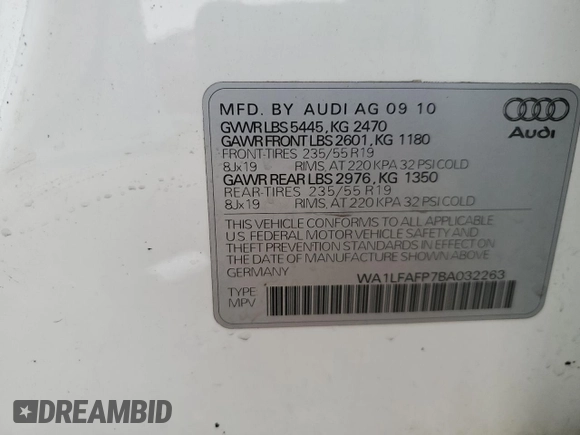 MFD. BY AUDI AG 09 10
GVWR LBS 5445, KG 2470
GAWR FRONT LBS 2601, KG 1180
FRONT-TIRES 235/55 R19
8Jx19 RIMS, AT 220 KPA 32 PSI COLD
GAWR REAR LBS 2976, KG 1350
REAR-TIRES 235/55 R19
8Jx19 RIMS, AT 220 KPA 32 PSI COLD
Audi
THIS VEHICLE CONFORMS TO ALL APPLICABLE
U.S FEDERAL MOTOR VEHICLE SAFETY AND
THEFT PREVENTION STANDARDS IN EFFECT ON
THE DATE OF MANUFACTURE SHOWN ABOVE.
WA1LFAFP7BA032263
TYPE
MPV
DREAMBID